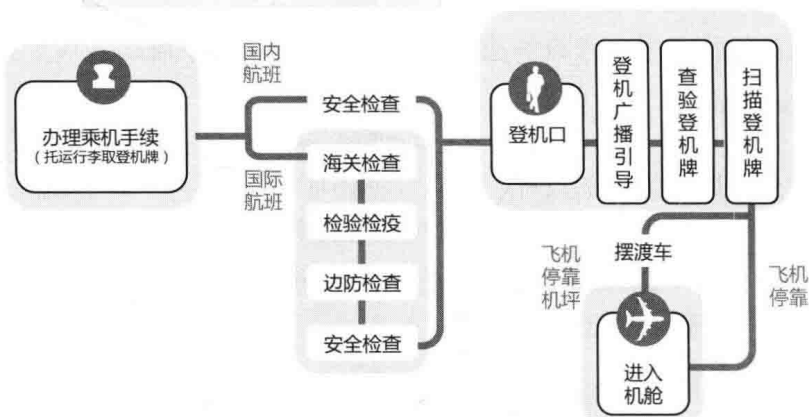 办理乘机手续
（托运行李取登机牌）
国内
航班
安全检查
国际
航班
海关检查
检验检疫
边防检查
安全检查
登机口
登机广播引导
查验登机牌
扫描登机牌
飞机
停靠
机坪
摆渡车
飞机
停靠
进入
机舱